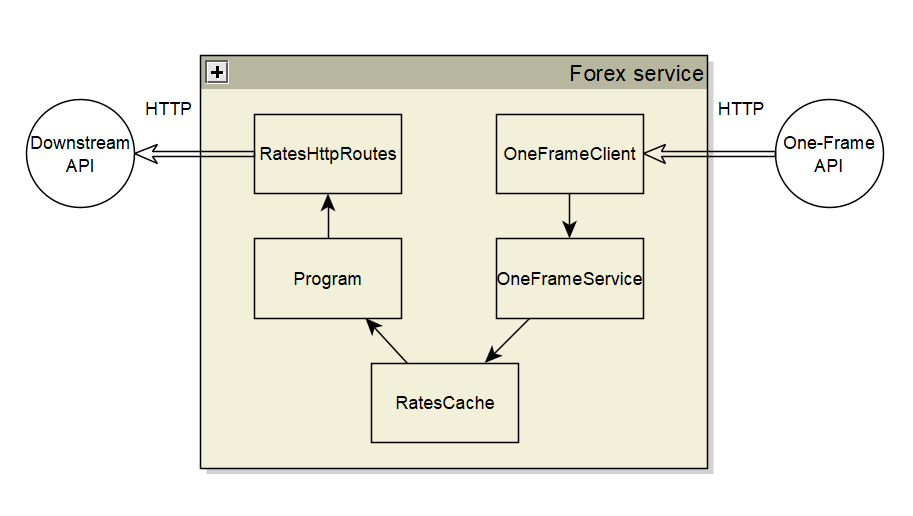 Forex service
HTTP
HTTP
Downstream
API
RatesHttpRoutes
OneFrameClient
One-Frame
API
Program
OneFrameService
RatesCache